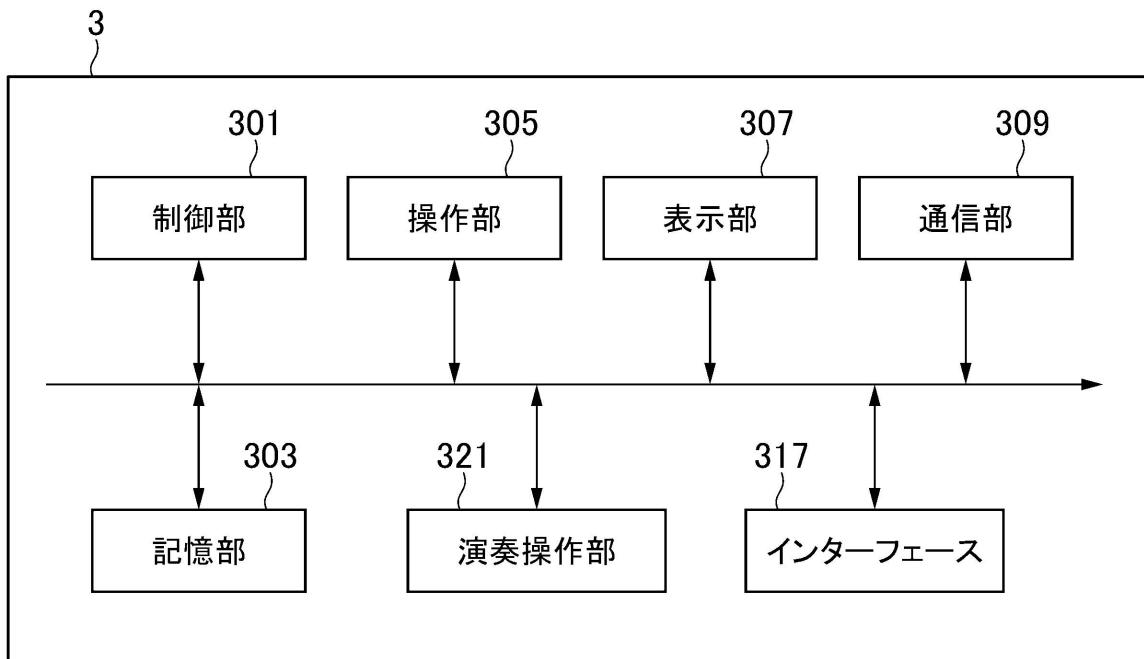 3
301 305 307 309
制御部 操作部 表示部 通信部
303 321 317
記憶部 演奏操作部 インターフェース